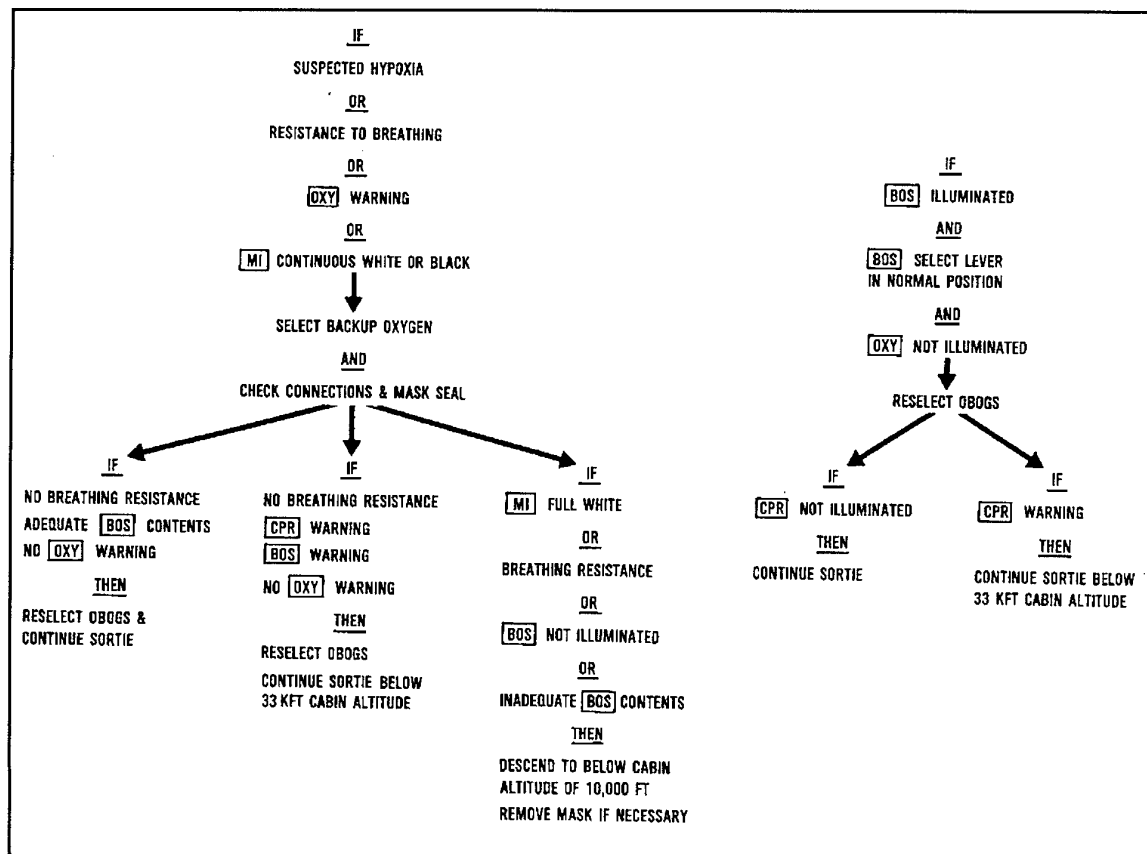 IF
SUSPECTED HYPOXIA
OR
RESISTANCE TO BREATHING
OR
OXY WARNING
OR
MI CONTINUOUS WHITE OR BLACK
SELECT BACKUP OXYGEN
AND
CHECK CONNECTIONS & MASK SEAL
IF
NO BREATHING RESISTANCE
ADEQUATE BOS CONTENTS
NO OXY WARNING
THEN
RESELECT OBOGS &
CONTINUE SORTIE
IF
NO BREATHING RESISTANCE
CPR WARNING
BOS WARNING
NO OXY WARNING
THEN
RESELECT OBOGS
CONTINUE SORTIE BELOW
33 KFT CABIN ALTITUDE
IF
MI FULL WHITE
OR
BREATHING RESISTANCE
OR
BOS NOT ILLUMINATED
OR
INADEQUATE BOS CONTENTS
THEN
DESCEND TO BELOW CABIN
ALTITUDE OF 10,000 FT
REMOVE MASK IF NECESSARY
IF
BOS ILLUMINATED
AND
BOS SELECT LEVER
IN NORMAL POSITION
AND
OXY NOT ILLUMINATED
RESELECT OBOGS
IF
CPR NOT ILLUMINATED
THEN
CONTINUE SORTIE
IF
CPR WARNING
THEN
CONTINUE SORTIE BELOW
33 KFT CABIN ALTITUDE